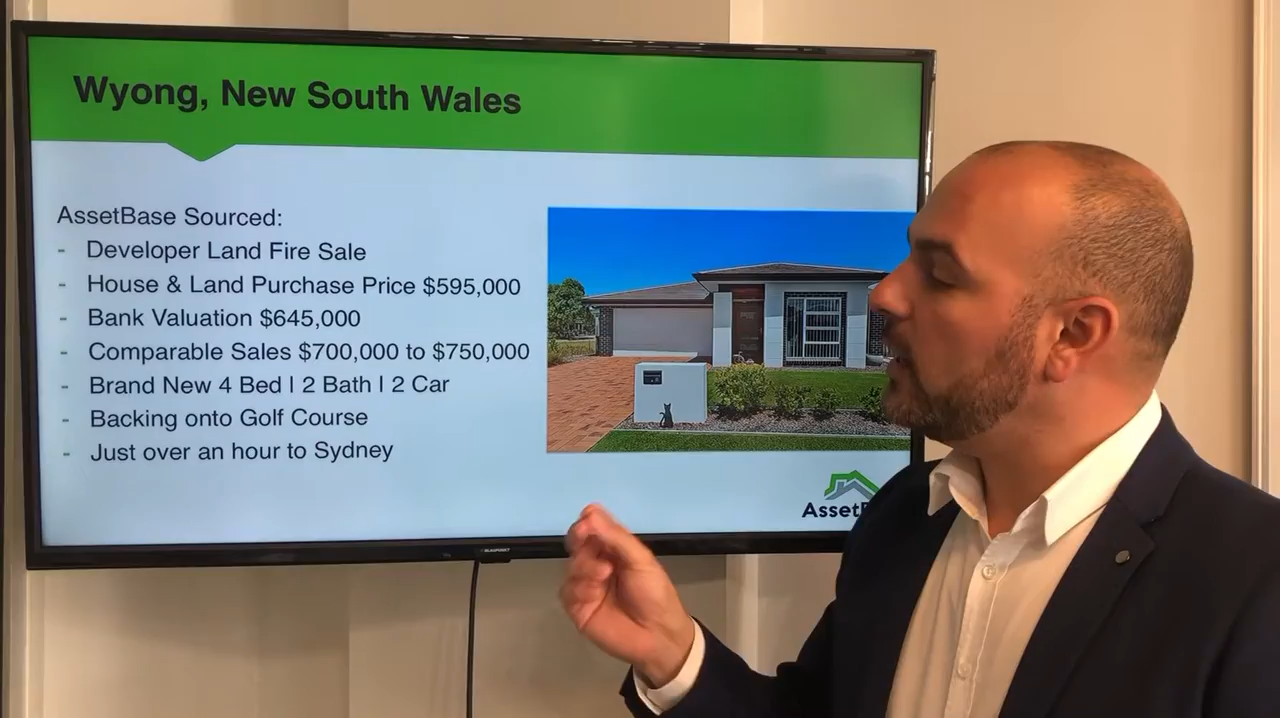 Wyong, New South Wales
AssetBase Sourced:
- Developer Land Fire Sale
- House & Land Purchase Price $595,000
- Bank Valuation $645,000
- Comparable Sales $700,000 to $750,000
- Brand New 4 Bed | 2 Bath | 2 Car
- Backing onto Golf Course
- Just over an hour to Sydney
Asset
BLAUPUNKT